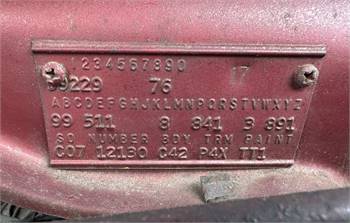 1234567890 17
39229 76
ABCDEFGHJKLMNPQRSTVWXYZ
99 511 8 841 3 891
SO NUMBER BDY TRM PAINT
C07 12130 C42 P4X TT1